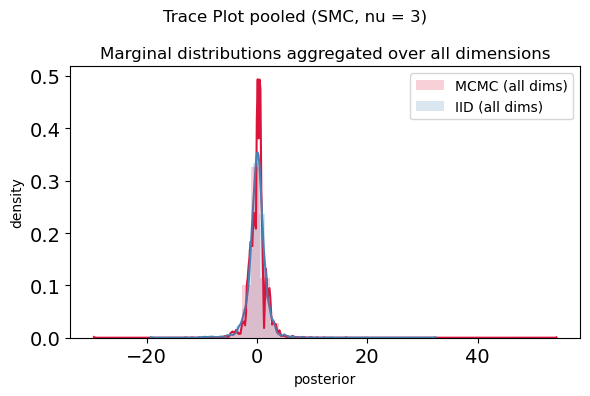 Trace Plot pooled (SMC, nu = 3)
Marginal distributions aggregated over all dimensions
MCMC (all dims)
IID (all dims)
density
0.5
0.4
0.3
0.2
0.1
0.0
−20
0
20
40
posterior